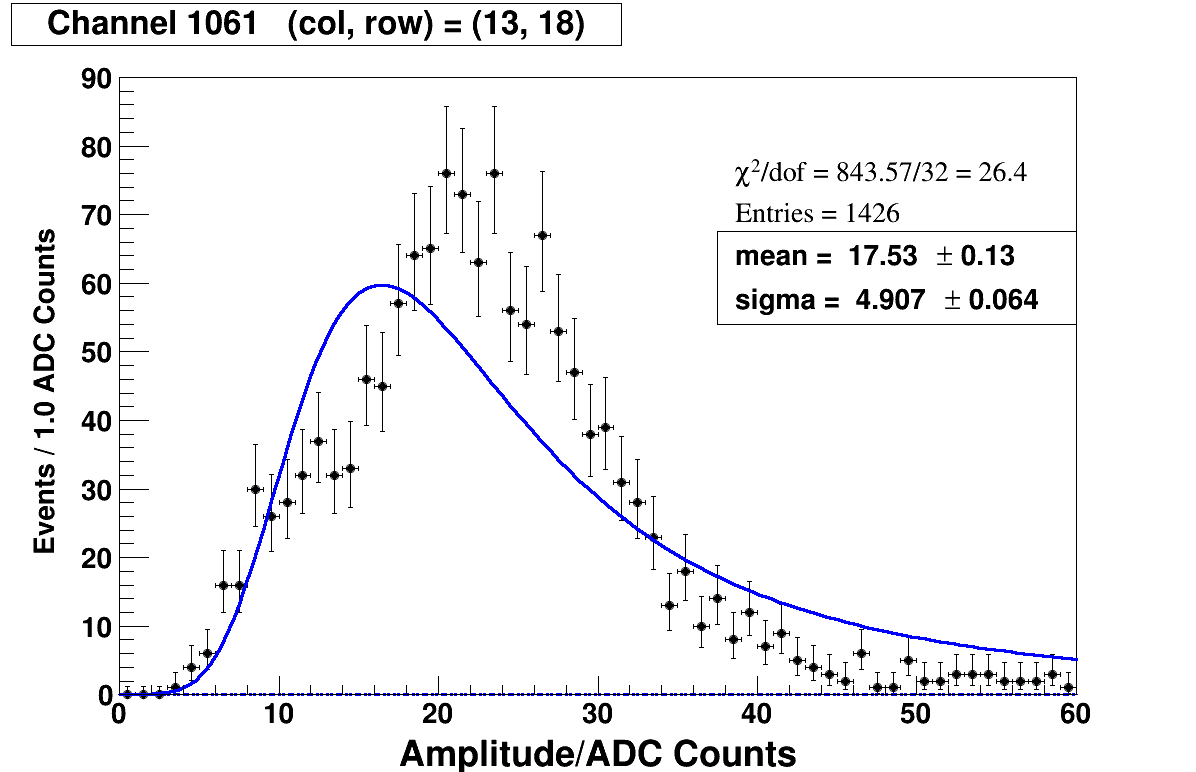 Channel 1061 (col, row) = (13, 18)
90
80
70
60
50
40
30
20
10
0
Events / 1.0 ADC Counts
χ²/dof = 843.57/32 = 26.4
Entries = 1426
mean = 17.53 ± 0.13
sigma = 4.907 ± 0.064
0 10 20 30 40 50 60
Amplitude/ADC Counts